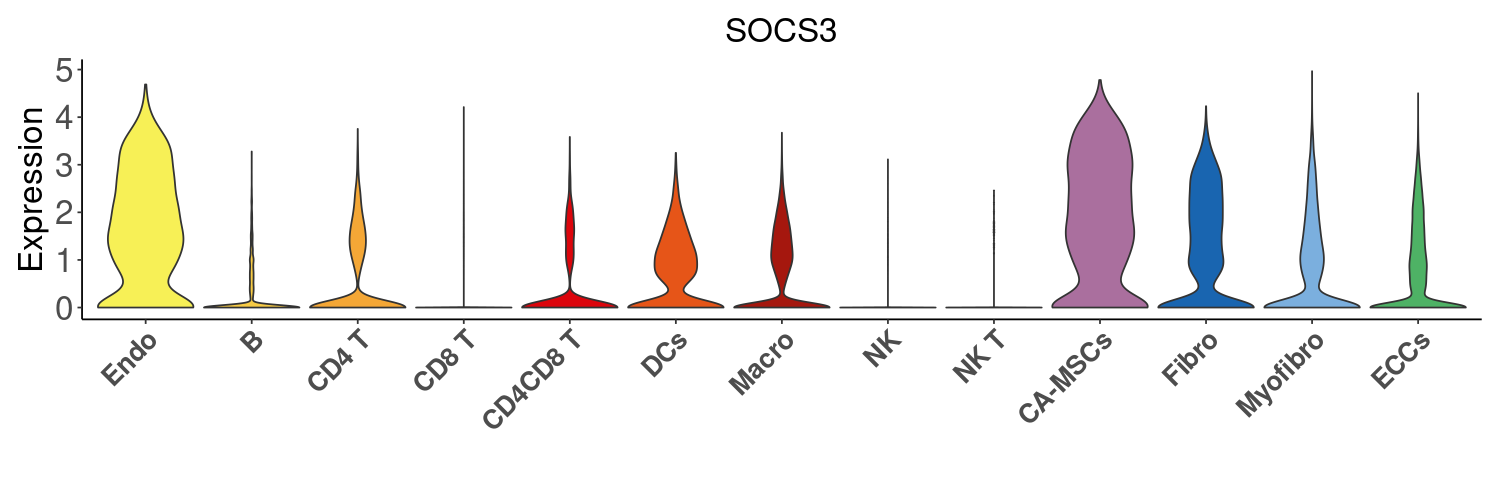 SOCS3
Expression
5
4
3
2
1
0
Endo
B
CD4 T
CD8 T
CD4CD8 T
DCs
Macro
NK
NK T
CA-MSCs
Fibro
Myofibro
ECCs